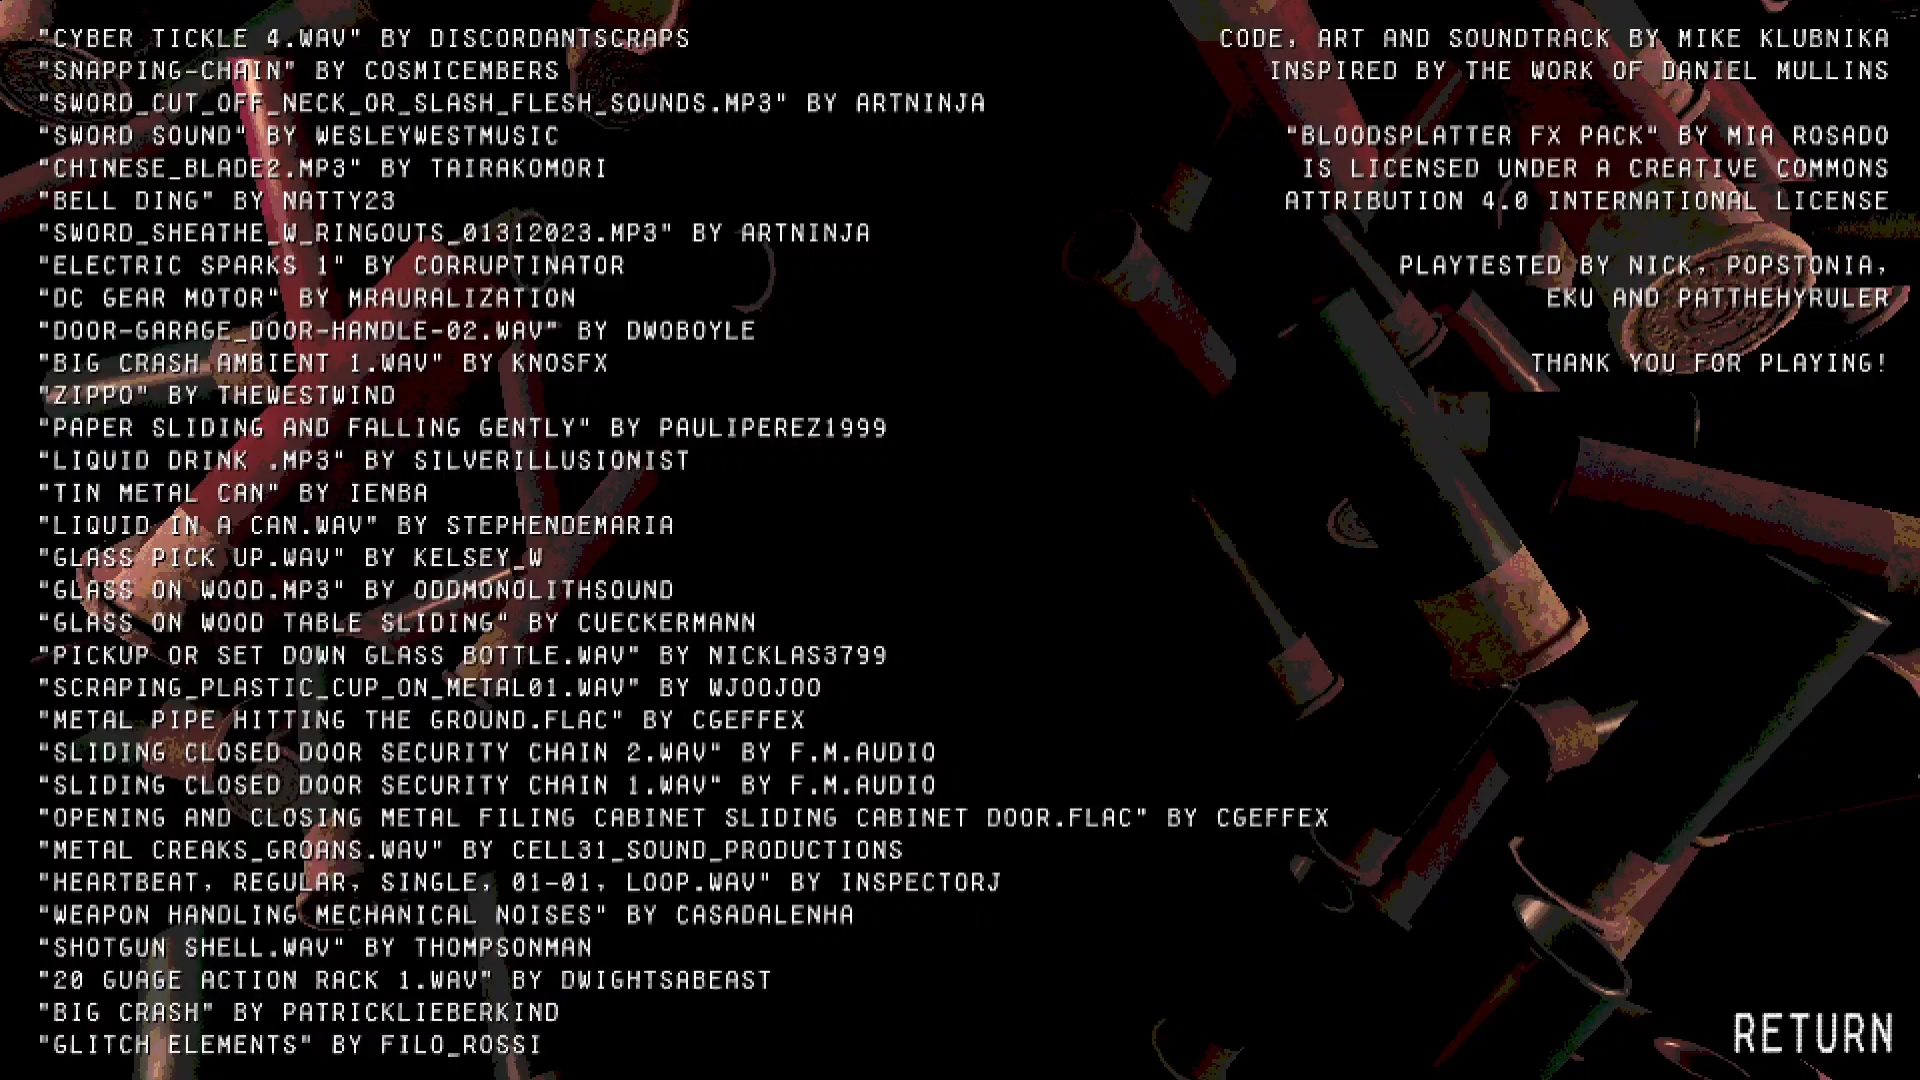 "CYBER TICKLE 4.WAV" BY DISCORDANTSCRAPS
"SNAPPING-CHAIN" BY COSMICEMBERS
"SWORD_CUT_OFF_NECK_OR_SLASH_FLESH_SOUNDS.MP3" BY ARTNINJA
"SWORD SOUND" BY WESLEYWESTMUSIC
"CHINESE_BLADE2.MP3" BY TAIRAKOMORI
"BELL DING" BY NATTY23
"SWORD_SHEATHE_W_RINGOUTS_01312023.MP3" BY ARTNINJA
"ELECTRIC SPARKS 1" BY CORRUPTINATOR
"DC GEAR MOTOR" BY MRAURALIZATION
"DOOR-GARAGE_DOOR-HANDLE-02.WAV" BY DWOBOYLE
"BIG CRASH AMBIENT 1.WAV" BY KNOSFX
"ZIPPO" BY THEWESTWIND
"PAPER SLIDING AND FALLING GENTLY" BY PAULIPEREZ1999
"LIQUID DRINK .MP3" BY SILVERILLUSIONIST
"TIN METAL CAN" BY IENBA
"LIQUID IN A CAN.WAV" BY STEPHENDEMARIA
"GLASS PICK UP.WAV" BY KELSEY_W
"GLASS ON WOOD.MP3" BY ODDMONOLITHSOUND
"GLASS ON WOOD TABLE SLIDING" BY CUECKERMANN
"PICKUP OR SET DOWN GLASS BOTTLE.WAV" BY NICKLAS3799
"SCRAPING_PLASTIC_CUP_ON_METAL01.WAV" BY WJOOJOO
"METAL PIPE HITTING THE GROUND.FLAC" BY CGEFFEX
"SLIDING CLOSED DOOR SECURITY CHAIN 2.WAV" BY F.M.AUDIO
"SLIDING CLOSED DOOR SECURITY CHAIN 1.WAV" BY F.M.AUDIO
"OPENING AND CLOSING METAL FILING CABINET SLIDING CABINET DOOR.FLAC" BY CGEFFEX
"METAL CREAKS_GROANS.WAV" BY CELL31_SOUND_PRODUCTIONS
"HEARTBEAT, REGULAR, SINGLE, 01-01, LOOP.WAV" BY INSPECTORJ
"WEAPON HANDLING MECHANICAL NOISES" BY CASADALENHA
"SHOTGUN SHELL.WAV" BY THOMPSONMAN
"20 GUAGE ACTION RACK 1.WAV" BY DWIGHTSABEAST
"BIG CRASH" BY PATRICKLIEBERKIND
"GLITCH ELEMENTS" BY FILO_ROSSI
CODE, ART AND SOUNDTRACK BY MIKE KLUBNIKA
INSPIRED BY THE WORK OF DANIEL MULLINS
"BLOODSPLATTER FX PACK" BY MIA ROSADO
IS LICENSED UNDER A CREATIVE COMMONS
ATTRIBUTION 4.0 INTERNATIONAL LICENSE
PLAYTESTED BY NICK, POPSTONIA,
EKU AND PATTHEHYRULER
THANK YOU FOR PLAYING!
RETURN